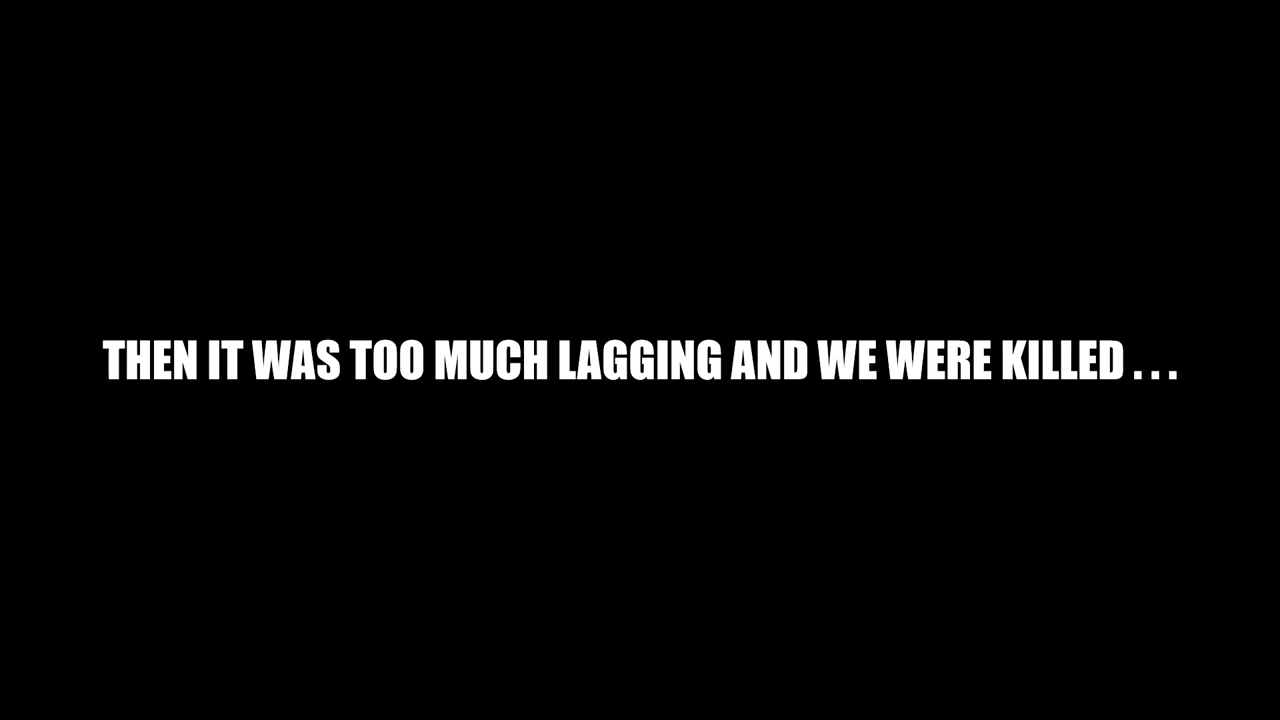 THEN IT WAS TOO MUCH LAGGING AND WE WERE KILLED . . .